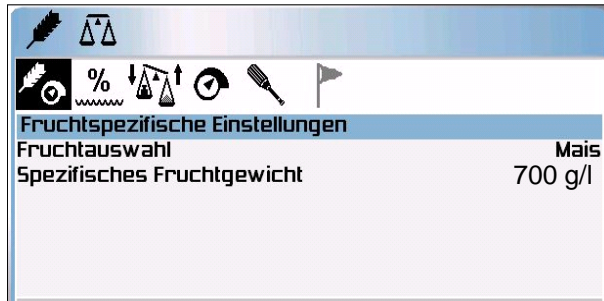 %
Fruchtspezifische Einstellungen
Fruchtauswahl Mais
Spezifisches Fruchtgewicht 700 g/l